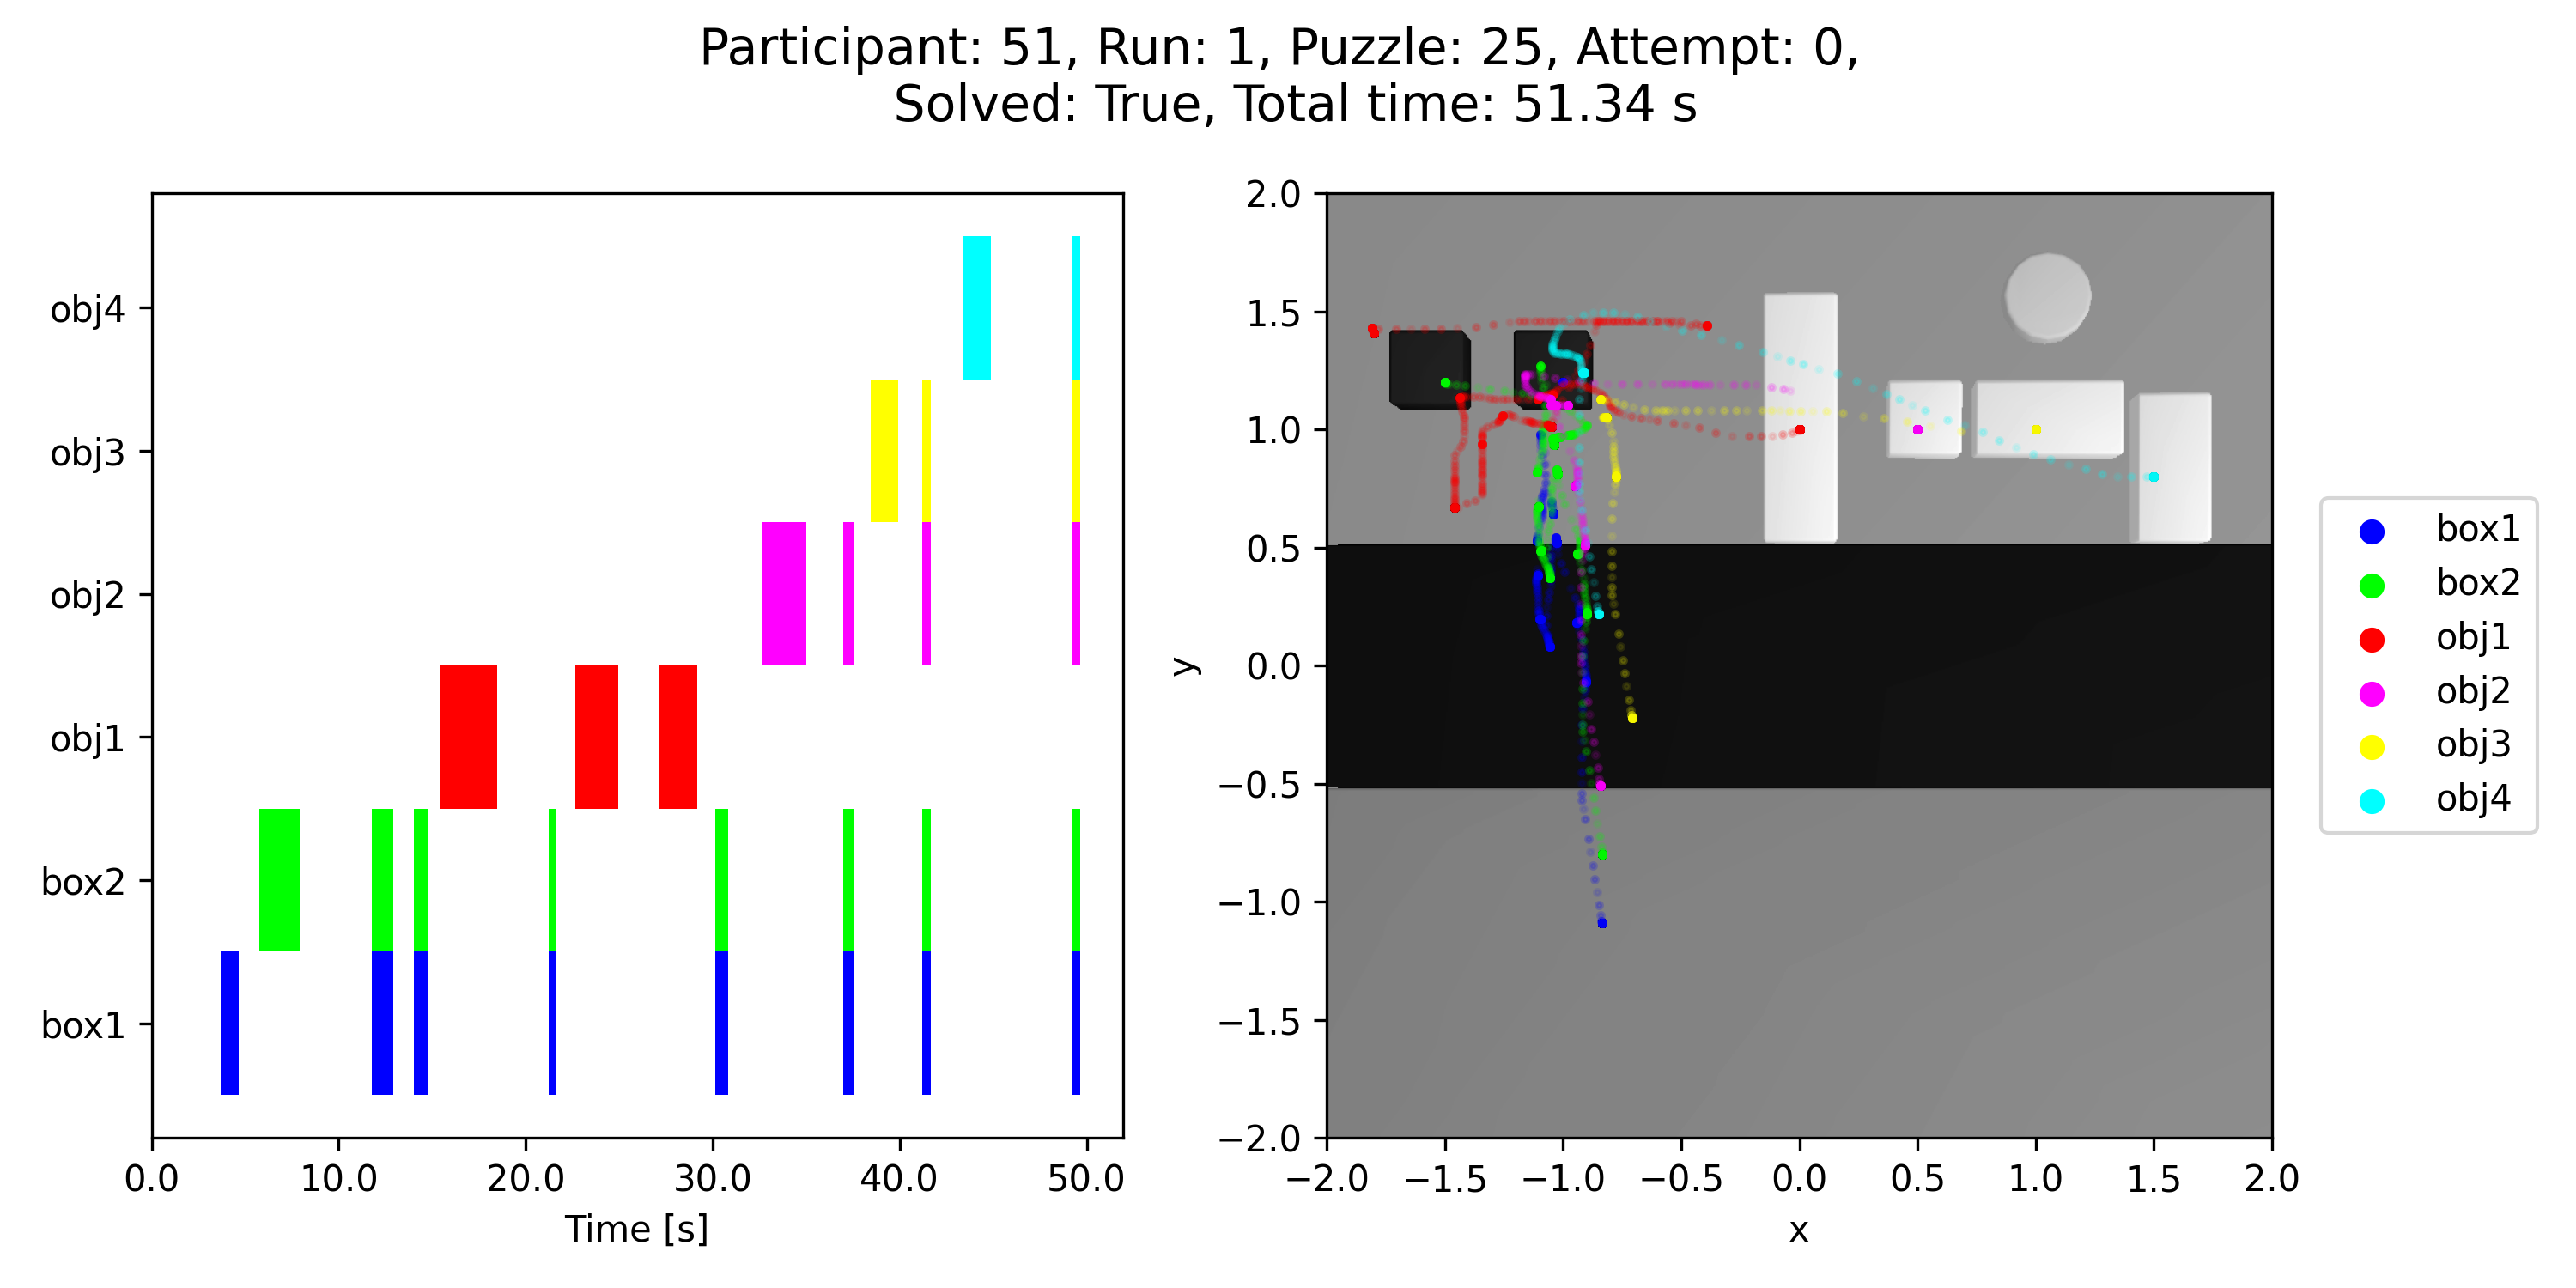 Participant: 51, Run: 1, Puzzle: 25, Attempt: 0,
Solved: True, Total time: 51.34 s
obj4
obj3
obj2
obj1
box2
box1
0.0 10.0 20.0 30.0 40.0 50.0
Time [s]
2.0
1.5
1.0
0.5
0.0
−0.5
−1.0
−1.5
−2.0
y
−2.0 −1.5 −1.0 −0.5 0.0 0.5 1.0 1.5 2.0
x
box1
box2
obj1
obj2
obj3
obj4